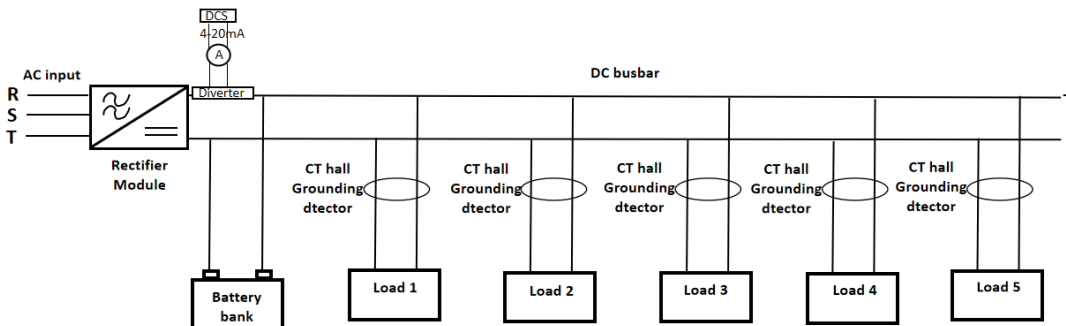 DCS
4-20mA
A
AC input
DC busbar
R
Diverter
S
T
Rectifier
Module
CT hall
Grounding
dtector
CT hall
Grounding
dtector
CT hall
Grounding
dtector
CT hall
Grounding
dtector
CT hall
Grounding
dtector
Battery
bank
Load 1
Load 2
Load 3
Load 4
Load 5